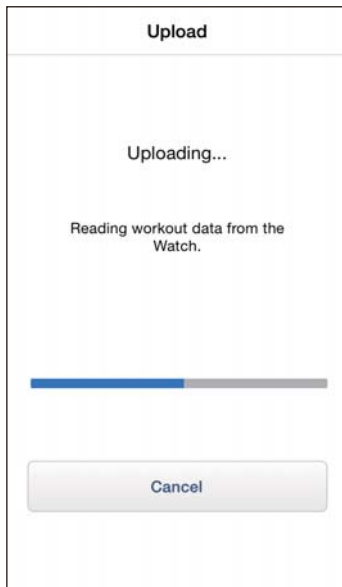 Upload
Uploading...
Reading workout data from the
Watch.
Cancel